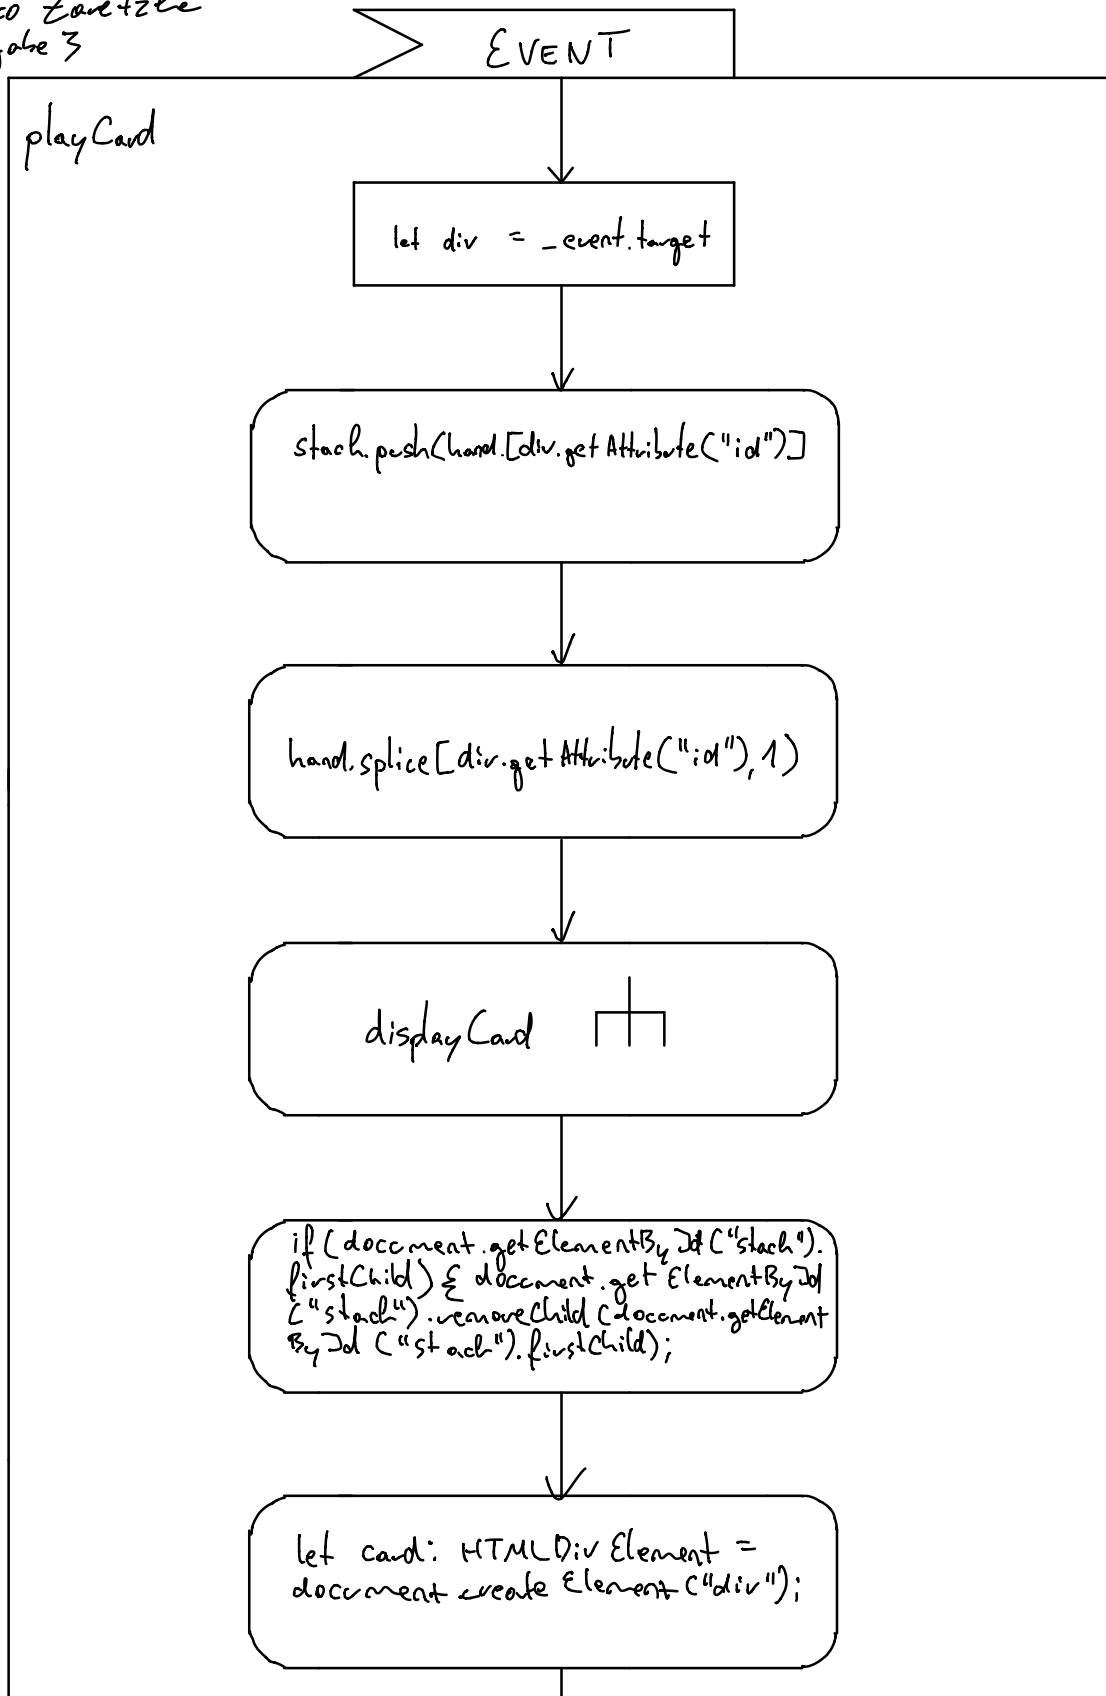 EVENT
playCard
let div = _event.target
stack.push(hand.[div.getAttribute("id")]
hand.splice[div.getAttribute("id"),1)
displayCard
if (document.getElementById("stack").
firstChild) { document.getElementById
("stack").removeChild (document.getElement
ById ("stack").firstChild);
let card: HTMLDivElement =
document.createElement("div");